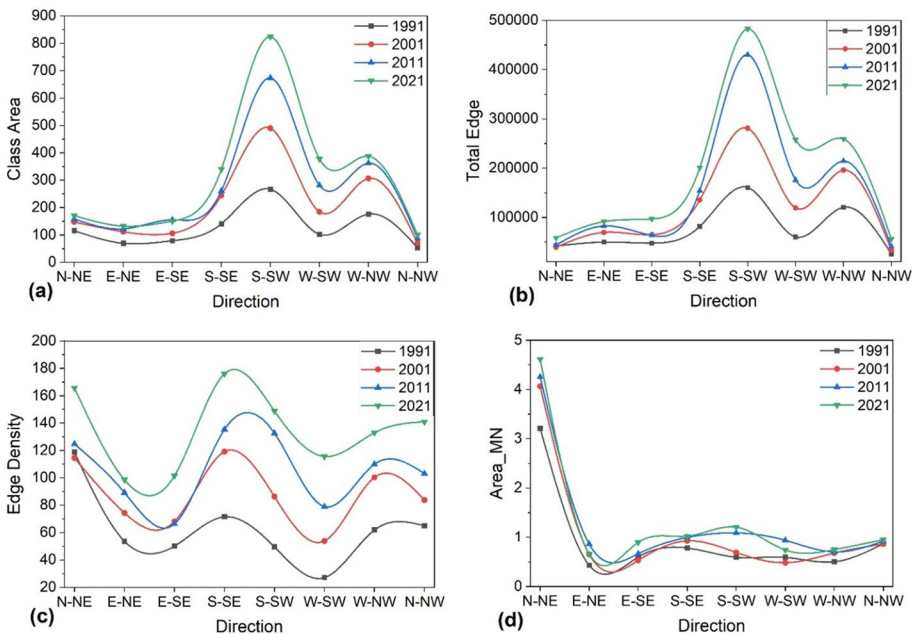 900
800
700
600
500
400
300
200
100
0
Class Area
1991
2001
2011
2021
N-NE E-NE E-SE S-SE S-SW W-SW W-NW N-NW
Direction
(a)
500000
400000
300000
200000
100000
Total Edge
1991
2001
2011
2021
N-NE E-NE E-SE S-SE S-SW W-SW W-NW N-NW
Direction
(b)
200
180
160
140
120
100
80
60
40
20
Edge Density
1991
2001
2011
2021
N-NE E-NE E-SE S-SE S-SW W-SW W-NW N-NW
Direction
(c)
5
4
3
2
1
0
Area_MN
1991
2001
2011
2021
N-NE E-NE E-SE S-SE S-SW W-SW W-NW N-NW
Direction
(d)